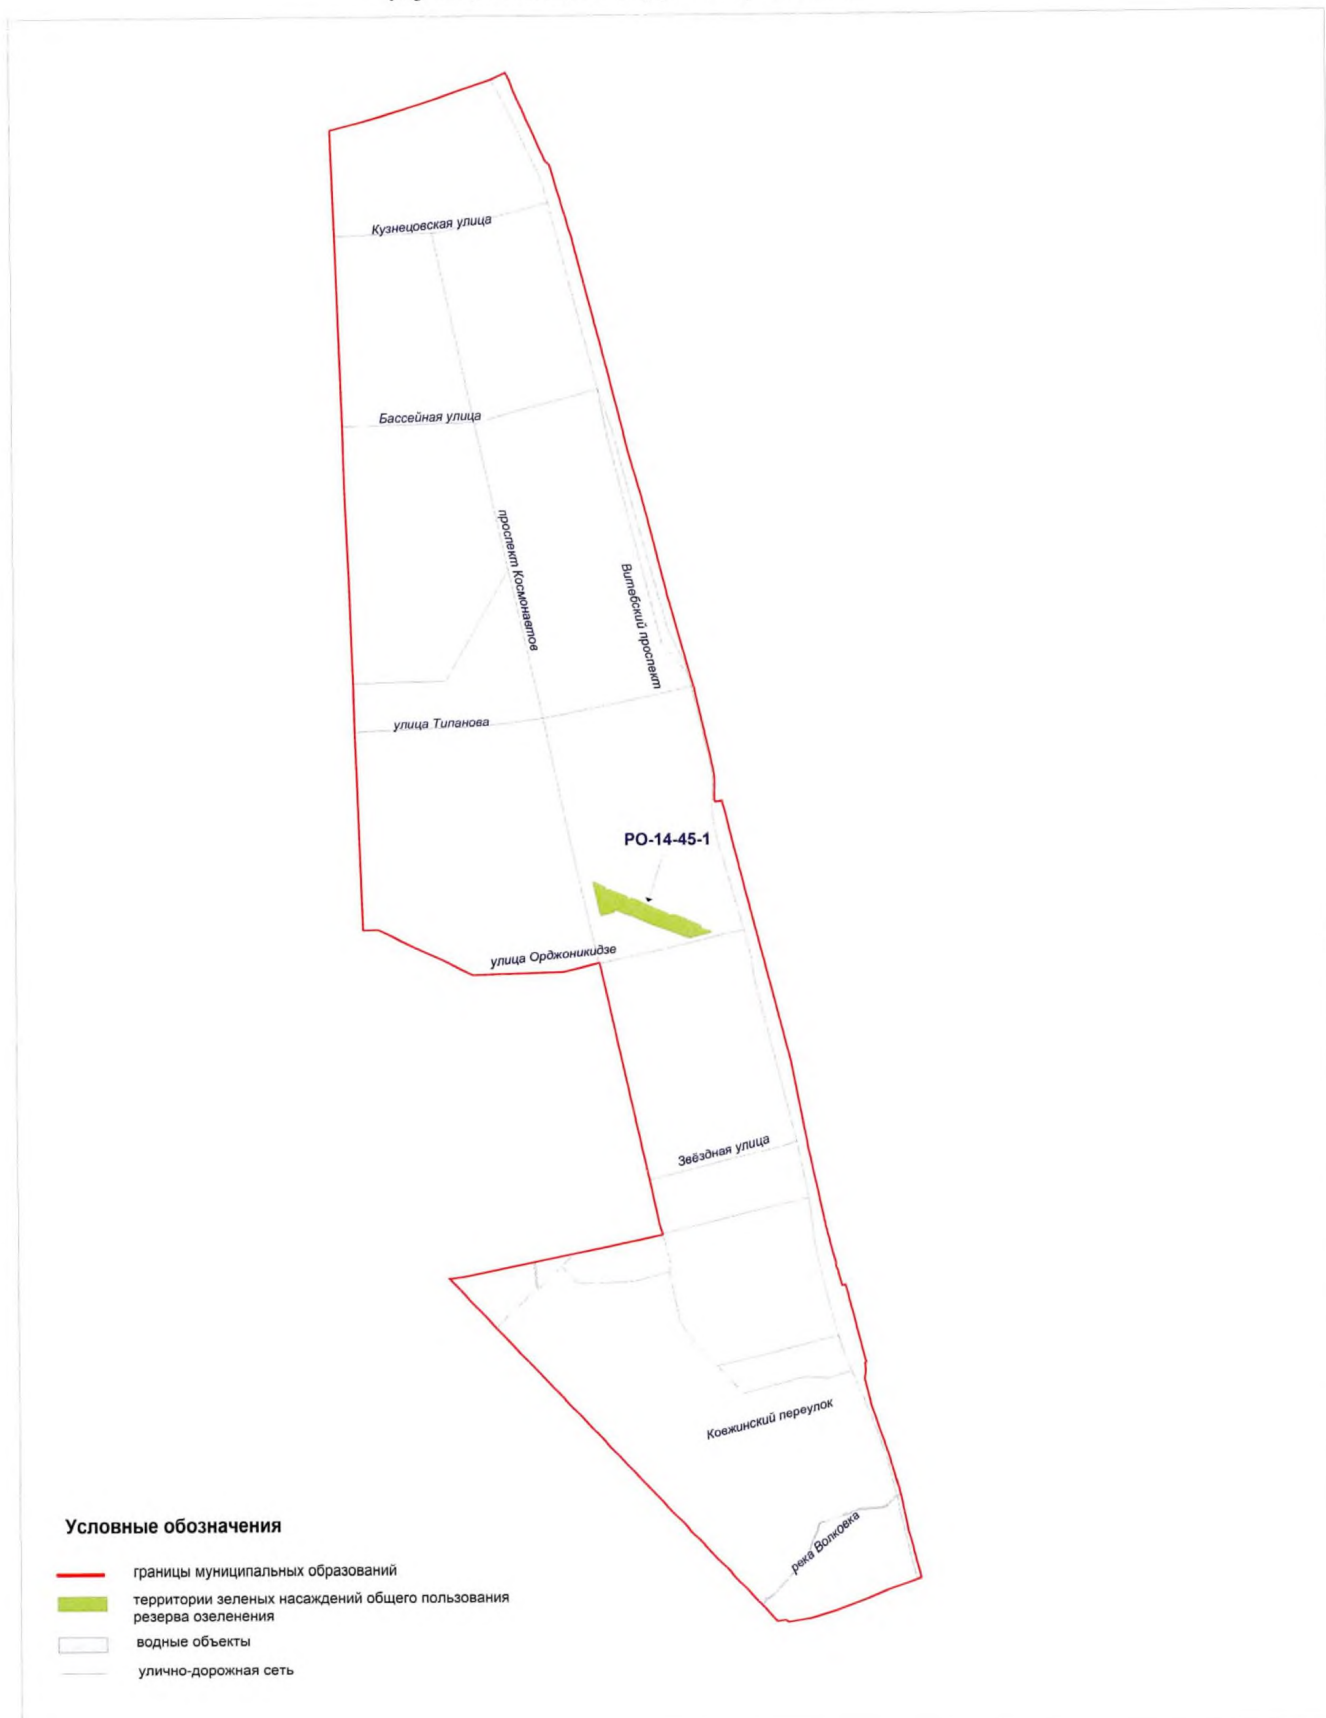 Кузнецовская улица
Бассейная улица
проспект Космонавтов
Витебский проспект
улица Типанова
РО-14-45-1
улица Орджоникидзе
Звёздная улица
Ковжинский переулок
река Волковка
Условные обозначения
границы муниципальных образований
территории зеленых насаждений общего пользования
резерва озеленения
водные объекты
улично-дорожная сеть